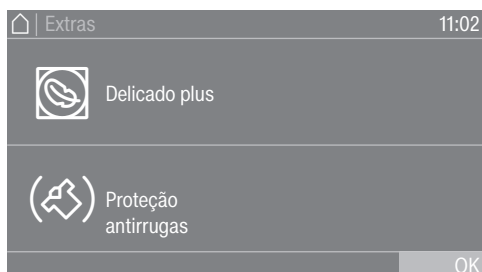 | Extras 11:02
Delicado plus
Proteção
antirrugas
OK